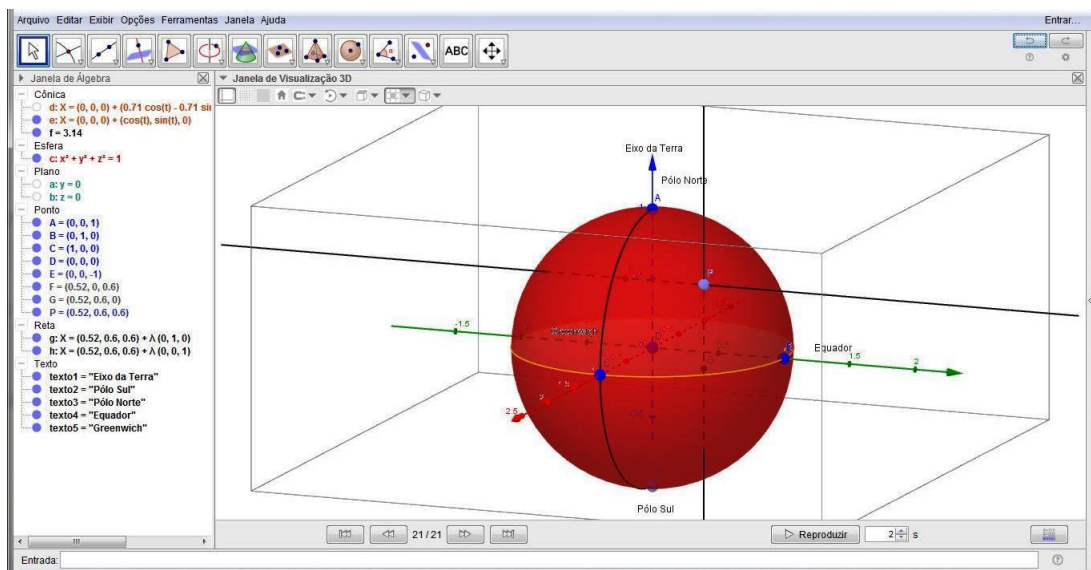 Arquivo Editar Exibir Opções Ferramentas Janela Ajuda
Entrar...
ABC
Janela de Álgebra
Cônica
d: X = (0, 0, 0) + (0.71 cos(t) - 0.71 sin
e: X = (0, 0, 0) + (cos(t), sin(t), 0)
f = 3.14
Esfera
c: x² + y² + z² = 1
Plano
a: y = 0
b: z = 0
Ponto
A = (0, 0, 1)
B = (0, 1, 0)
C = (1, 0, 0)
D = (0, 0, 0)
E = (0, 0, -1)
F = (0.52, 0, 0.6)
G = (0.52, 0.6, 0)
P = (0.52, 0.6, 0.6)
Reta
g: X = (0.52, 0.6, 0.6) + λ (0, 1, 0)
h: X = (0.52, 0.6, 0.6) + λ (0, 0, 1)
Texto
texto1 = "Eixo da Terra"
texto2 = "Pólo Sul"
texto3 = "Pólo Norte"
texto4 = "Equador"
texto5 = "Greenwich"
Janela de Visualização 3D
Eixo da Terra
Pólo Norte
A
1
P
-1.5
Equador
1.5
2
1.5
2
2.5
Pólo Sul
21 / 21
Reproduzir
2 s
Entrada: